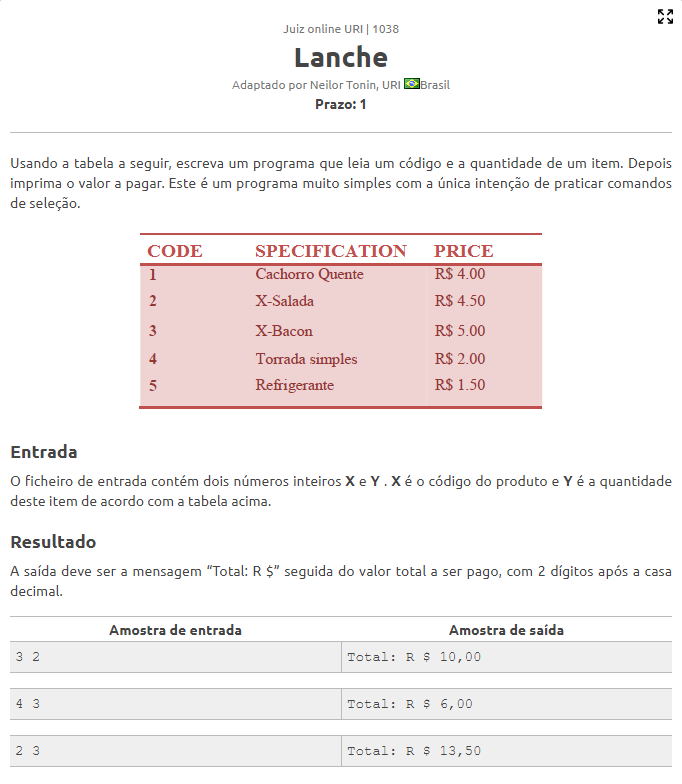 Juiz online URI | 1038
Lanche
Adaptado por Neilor Tonin, URI Brasil
Prazo: 1
Usando a tabela a seguir, escreva um programa que leia um código e a quantidade de um item. Depois
imprima o valor a pagar. Este é um programa muito simples com a única intenção de praticar comandos
de seleção.
CODE SPECIFICATION PRICE
1 Cachorro Quente R$ 4.00
2 X-Salada R$ 4.50
3 X-Bacon R$ 5.00
4 Torrada simples R$ 2.00
5 Refrigerante R$ 1.50
Entrada
O ficheiro de entrada contém dois números inteiros X e Y . X é o código do produto e Y é a quantidade
deste item de acordo com a tabela acima.
Resultado
A saída deve ser a mensagem “Total: R $” seguida do valor total a ser pago, com 2 dígitos após a casa
decimal.
Amostra de entrada Amostra de saída
3 2 Total: R $ 10,00
4 3 Total: R $ 6,00
2 3 Total: R $ 13,50